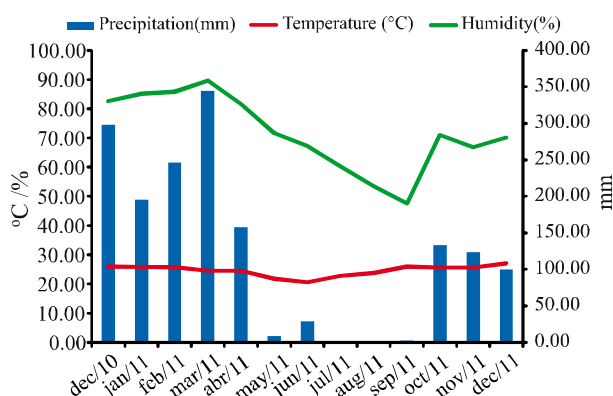 Precipitation(mm) Temperature (°C) Humidity(%)
100.00
90.00
80.00
70.00
60.00
50.00
40.00
30.00
20.00
10.00
0.00
ºC /%
400.00
350.00
300.00
250.00
200.00
150.00
100.00
50.00
0.00
mm
dec/10
jan/11
feb/11
mar/11
abr/11
may/11
jun/11
jul/11
aug/11
sep/11
oct/11
nov/11
dec/11